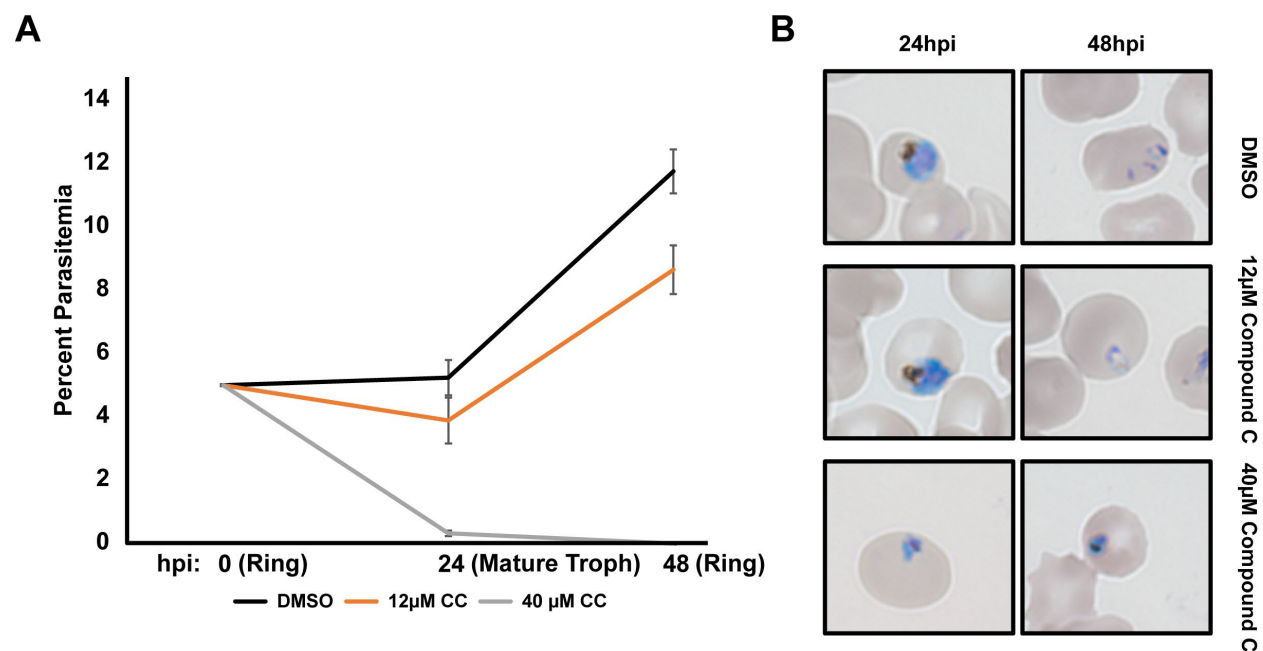 A
Percent Parasitemia
14
12
10
8
6
4
2
0
hpi: 0 (Ring) 24 (Mature Troph) 48 (Ring)
DMSO 12µM CC 40 µM CC
B
24hpi 48hpi
DMSO
12µM Compound C
40µM Compound C